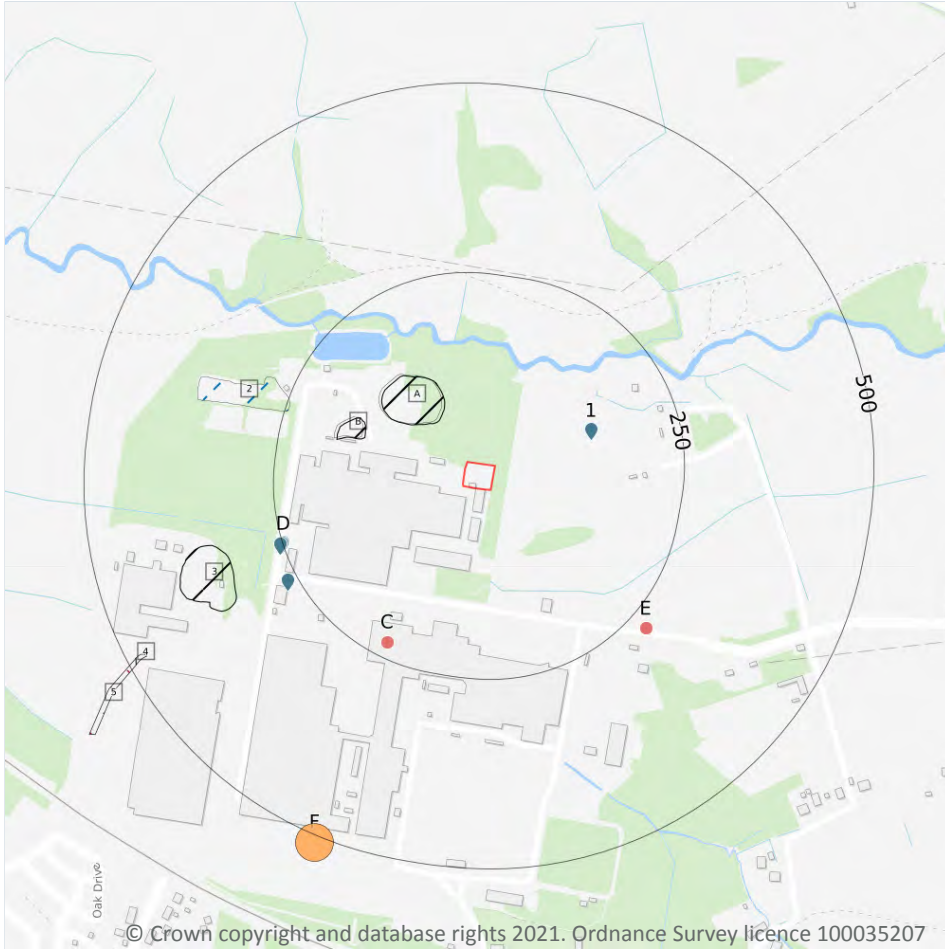 500
2
A
1
B
250
D
3
E
C
4
5
F
Oak Drive
© Crown copyright and database rights 2021. Ordnance Survey licence 100035207